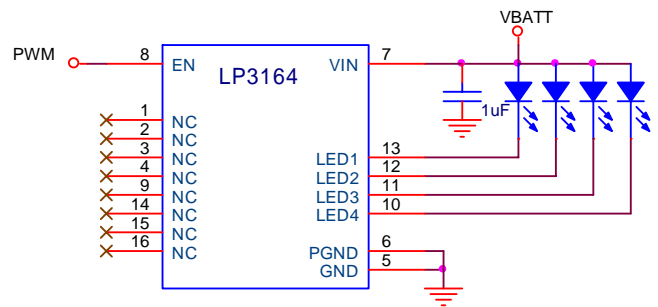 VBATT
PWM 8 EN VIN 7
LP3164
1uF
1 NC
2 NC
3 NC LED1 13
4 NC LED2 12
9 NC LED3 11
14 NC LED4 10
15 NC PGND 6
16 NC GND 5